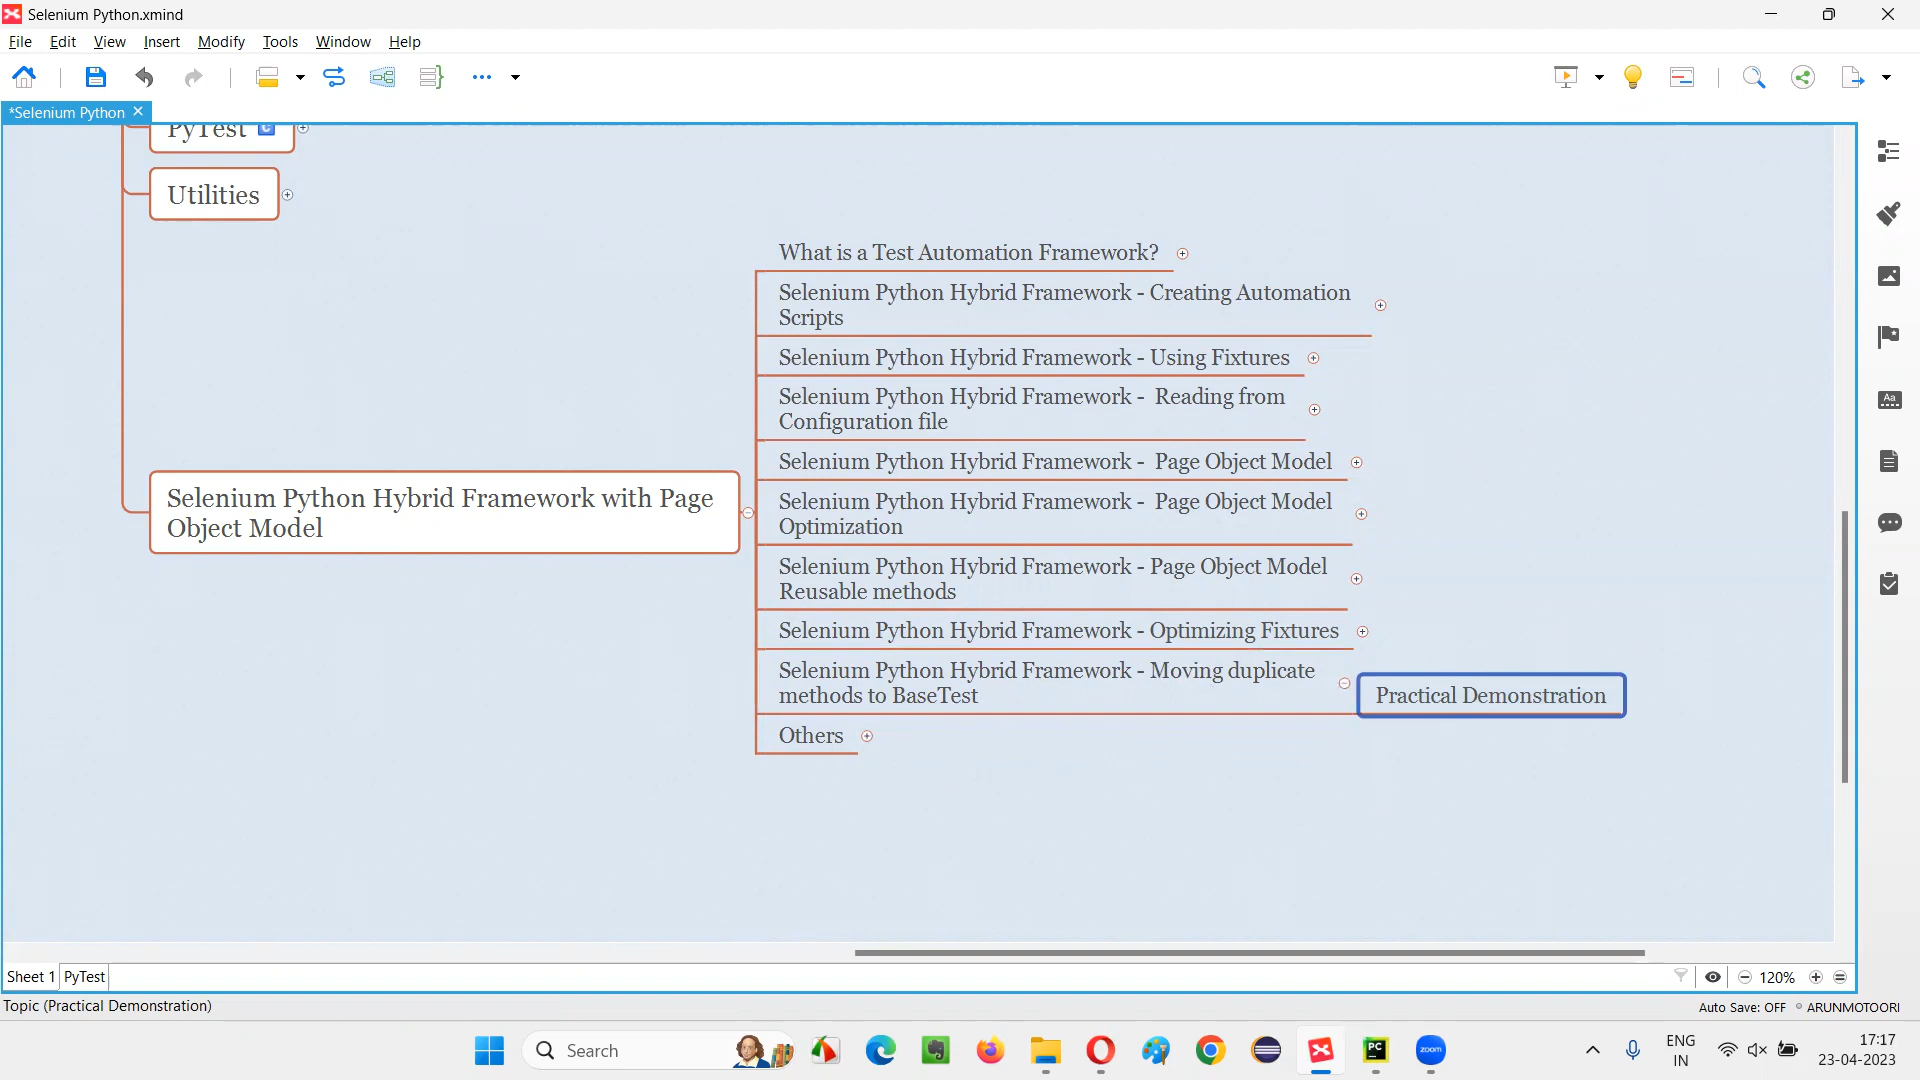 Selenium Python.xmind
File Edit View Insert Modify Tools Window Help
*Selenium Python
PyTest
Utilities
What is a Test Automation Framework?
Selenium Python Hybrid Framework - Creating Automation
Scripts
Selenium Python Hybrid Framework - Using Fixtures
Selenium Python Hybrid Framework - Reading from
Configuration file
Selenium Python Hybrid Framework - Page Object Model
Selenium Python Hybrid Framework with Page
Object Model
Selenium Python Hybrid Framework - Page Object Model
Optimization
Selenium Python Hybrid Framework - Page Object Model
Reusable methods
Selenium Python Hybrid Framework - Optimizing Fixtures
Selenium Python Hybrid Framework - Moving duplicate
methods to BaseTest
Practical Demonstration
Others
Sheet 1 PyTest
120%
Topic (Practical Demonstration)
Auto Save: OFF ARUNMOTOORI
Search
PC
zoom
ENG
IN
17:17
23-04-2023